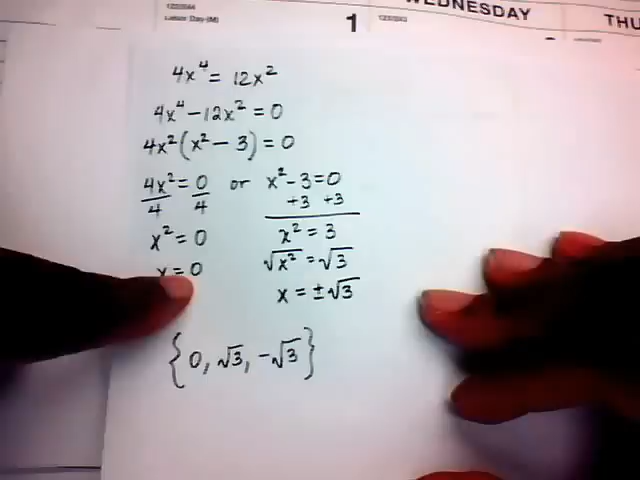 WEDNESDAY
THU
Labor Day (M)
1
4x⁴ = 12x²
4x⁴ − 12x² = 0
4x²(x² − 3) = 0
4x² = 0 or x² − 3 = 0
4 4 +3 +3
x² = 0 x² = 3
x = 0 √x² = √3
x = ±√3
{0, √3, −√3}